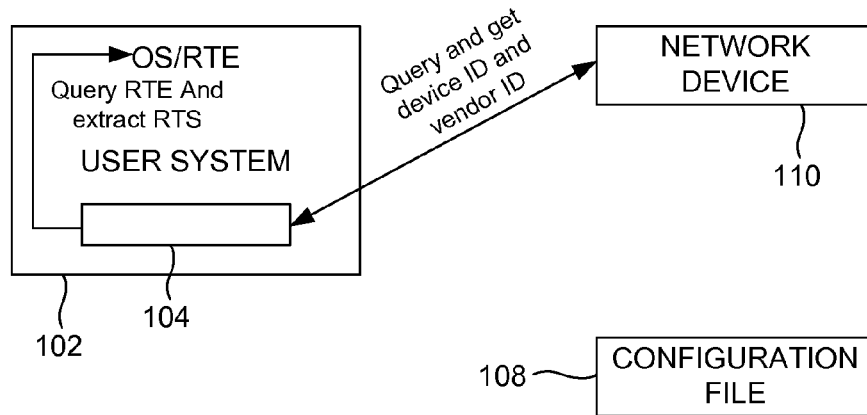 OS/RTE
Query RTE And
extract RTS
USER SYSTEM
104
102
Query and get
device ID and
vendor ID
NETWORK
DEVICE
110
108
CONFIGURATION
FILE